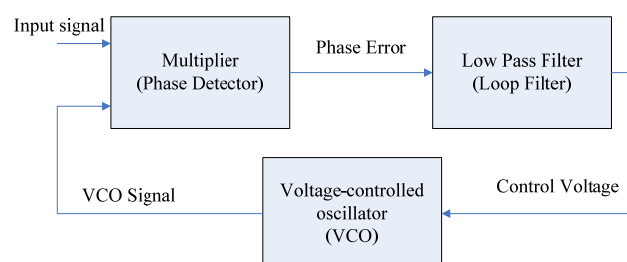 Input signal
Multiplier
(Phase Detector)
Phase Error
Low Pass Filter
(Loop Filter)
VCO Signal
Voltage-controlled
oscillator
(VCO)
Control Voltage